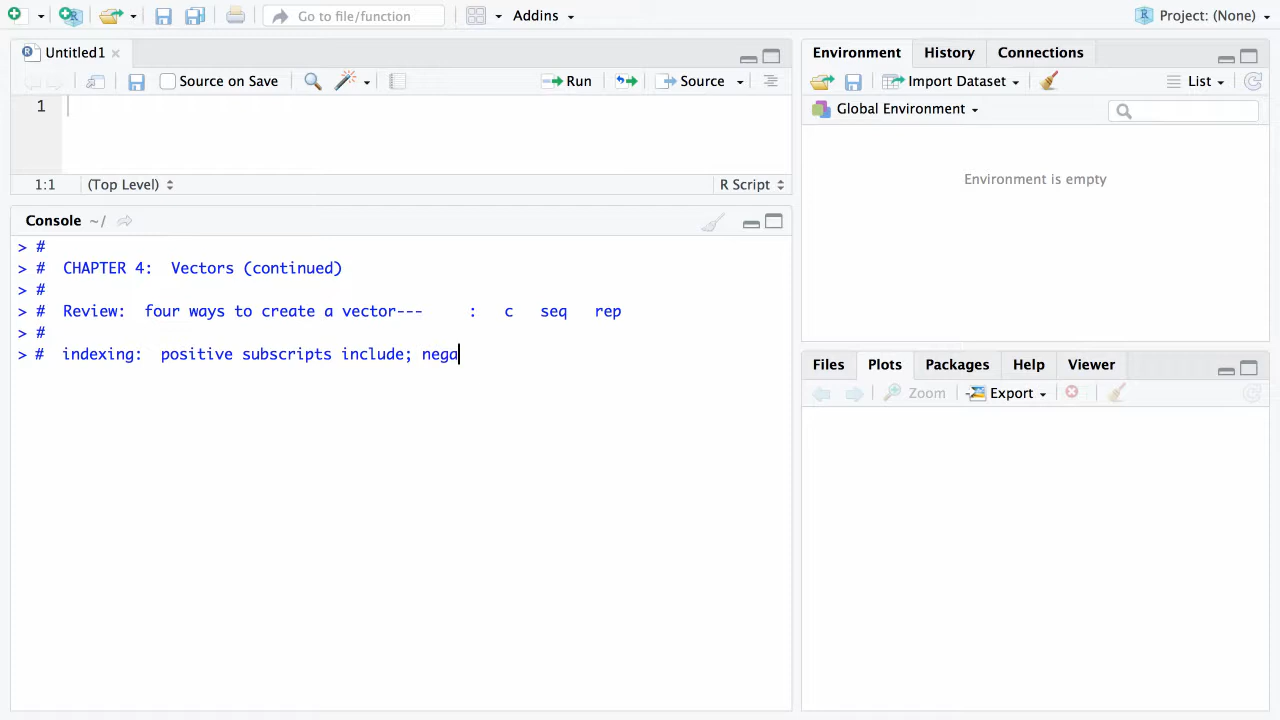 Go to file/function
Addins
Project: (None)
Untitled1
Source on Save
Run
Source
1
1:1
(Top Level)
R Script
Console ~/
> #
> #  CHAPTER 4:  Vectors (continued)
> #
> #  Review:  four ways to create a vector---     :   c   seq   rep
> #
> #  indexing:  positive subscripts include; nega
Environment
History
Connections
Import Dataset
List
Global Environment
Environment is empty
Files
Plots
Packages
Help
Viewer
Zoom
Export